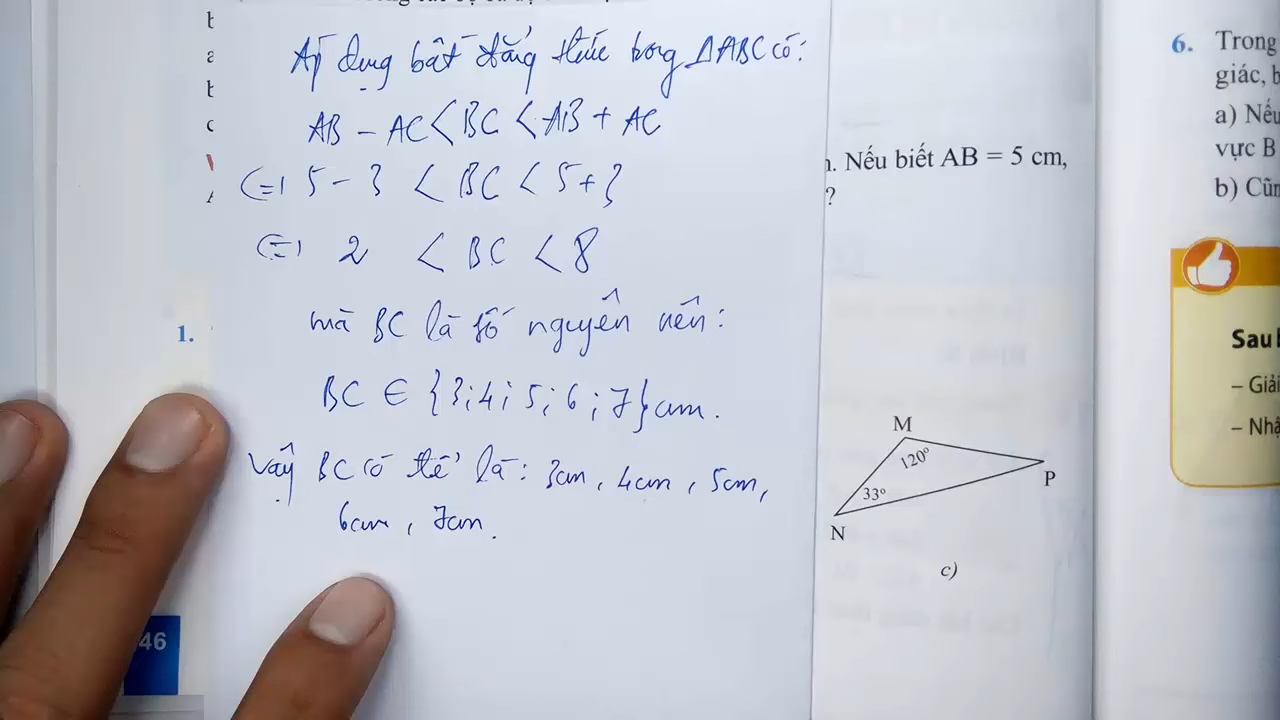 Áp dụng bất đẳng thức trong ΔABC có:
AB - AC < BC < AB + AC
(=) 5 - 3 < BC < 5 + 3
(=) 2 < BC < 8
mà BC là số nguyên nên:
BC ∈ {3; 4; 5; 6; 7} cm.
Vậy BC có thể là: 3cm, 4cm, 5cm,
6cm, 7cm.
1.
46
. Nếu biết AB = 5 cm,
?
M
120°
P
33°
N
c)
6. Trong
giác, b
a) Nếu
vực B
b) Cũn
Sau
– Giải
– Nhậ